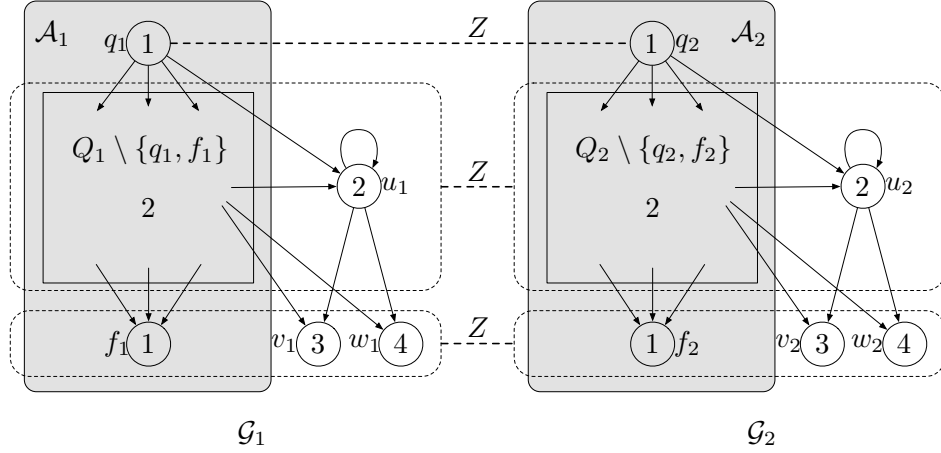 𝒜₁ q₁ 1 Z 1 q₂ 𝒜₂
Q₁ \ {q₁, f₁} Q₂ \ {q₂, f₂}
2 u₁ Z 2 u₂
2 2
f₁ 1 v₁ 3 w₁ 4 Z 1 f₂ v₂ 3 w₂ 4
𝒢₁ 𝒢₂